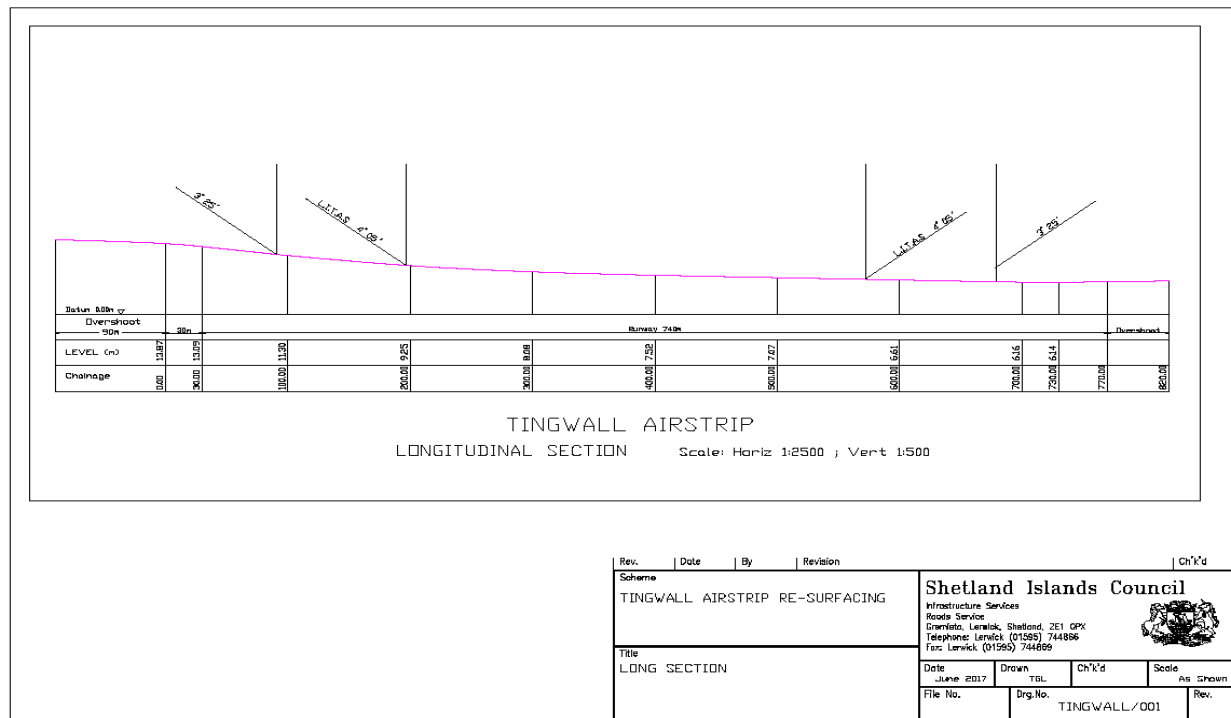 3°25'
L.I.T.A.S 4°05'
L.I.T.A.S 4°05'
3°25'
Datum 0.00m
Overshoot
90m
30m
Runway 740m
Overshoot
LEVEL (m) 13.87 13.09 11.30 9.25 8.08 7.52 7.07 6.61 6.16 6.14
Chainage 0.00 30.00 100.00 200.00 300.00 400.00 500.00 600.00 700.00 730.00 770.00 820.00
TINGWALL AIRSTRIP
LONGITUDINAL SECTION Scale: Horiz 1:2500 ; Vert 1:500
Rev. Date By Revision Ch'k'd
Scheme
TINGWALL AIRSTRIP RE-SURFACING
Title
LONG SECTION
Shetland Islands Council
Infrastructure Services
Roads Service
Gremista, Lerwick, Shetland, ZE1 0PX
Telephone: Lerwick (01595) 744866
Fax: Lerwick (01595) 744869
Date Drawn Ch'k'd Scale
June 2017 TGL As Shown
File No. Drg.No. Rev.
TINGWALL/001